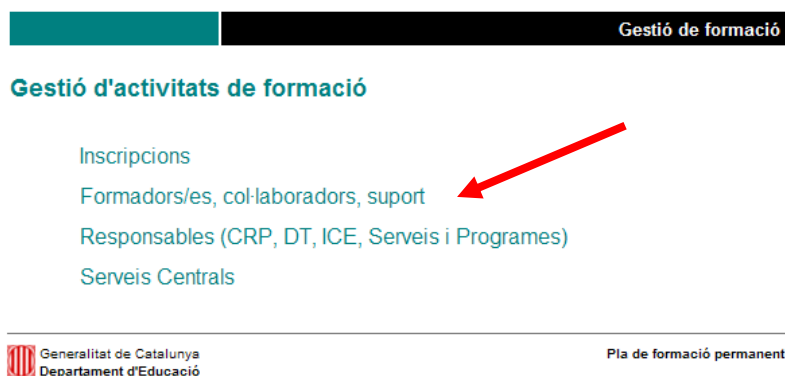 Gestió de formació
Gestió d'activitats de formació
Inscripcions
Formadors/es, col·laboradors, suport
Responsables (CRP, DT, ICE, Serveis i Programes)
Serveis Centrals
Generalitat de Catalunya
Departament d'Educació
Pla de formació permanent